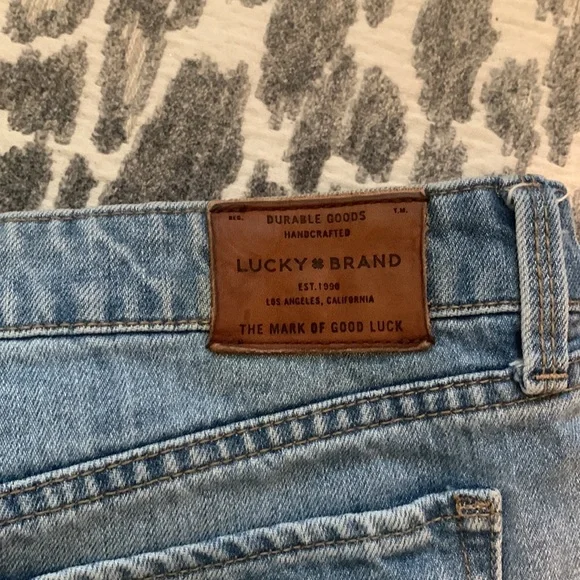 REG. DURABLE GOODS T.M.
HANDCRAFTED
LUCKY BRAND
EST. 1990
LOS ANGELES, CALIFORNIA
THE MARK OF GOOD LUCK